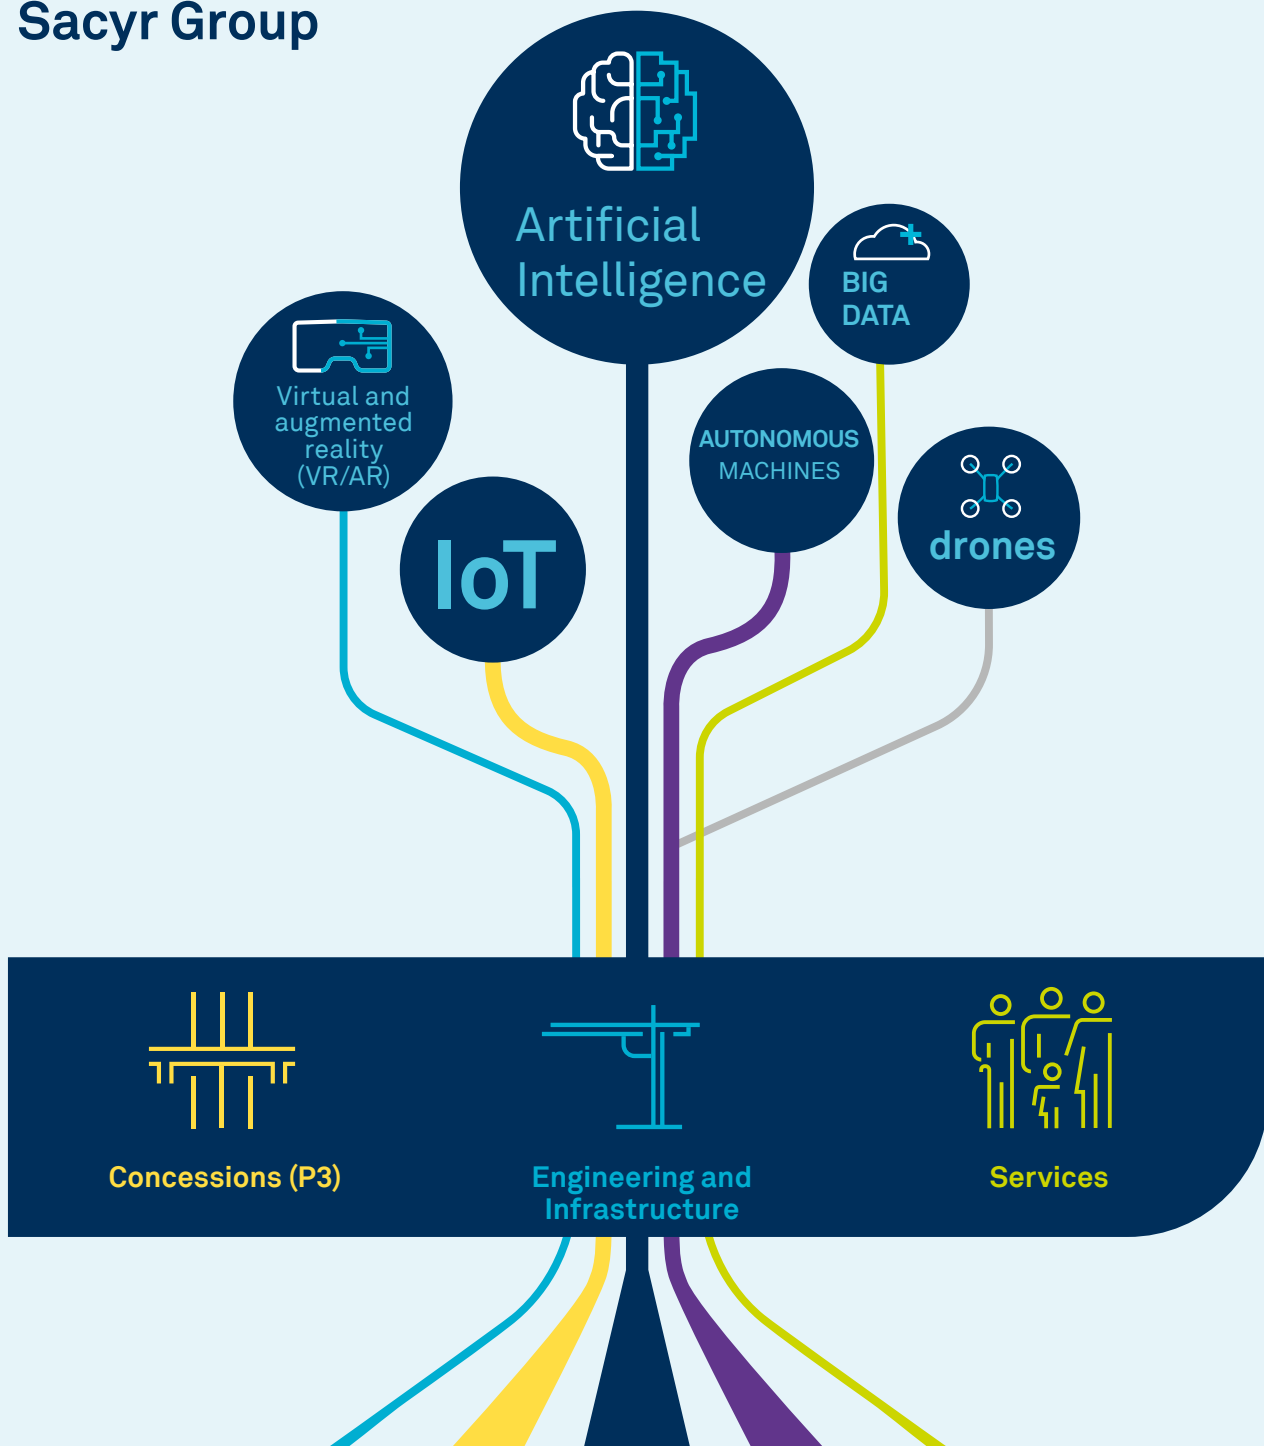 Sacyr Group
Artificial
Intelligence
BIG
DATA
Virtual and
augmented
reality
(VR/AR)
AUTONOMOUS
MACHINES
IoT
drones
Concessions (P3)
Engineering and
Infrastructure
Services